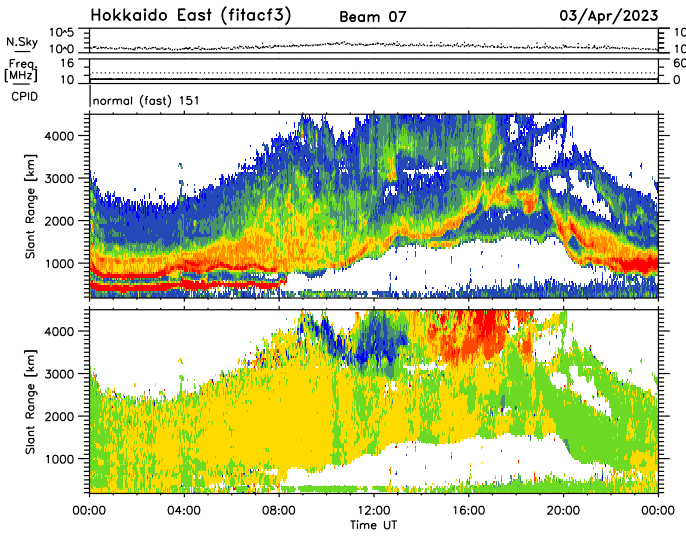 Hokkaido East (fitacf3) Beam 07 03/Apr/2023
N.Sky 10^5 10^0
Freq. [MHz] 16 10 60 0
CPID normal (fast) 151
Slant Range [km] 4000 3000 2000 1000
Slant Range [km] 4000 3000 2000 1000
00:00 04:00 08:00 12:00 16:00 20:00 00:00
Time UT